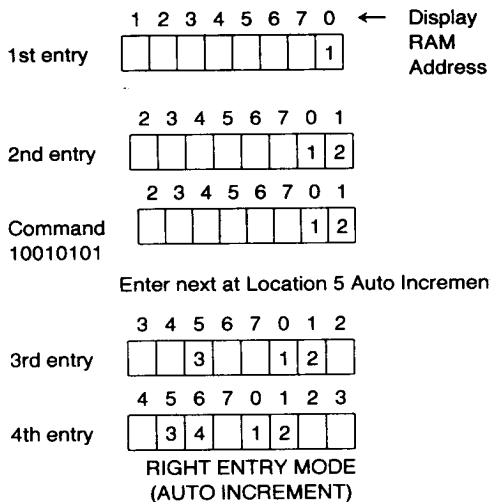 1 2 3 4 5 6 7 0 ← Display
RAM
Address
1st entry 1
2 3 4 5 6 7 0 1
2nd entry 1 2
2 3 4 5 6 7 0 1
Command 1 2
10010101
Enter next at Location 5 Auto Incremen
3 4 5 6 7 0 1 2
3rd entry 3 1 2
4 5 6 7 0 1 2 3
4th entry 3 4 1 2
RIGHT ENTRY MODE
(AUTO INCREMENT)